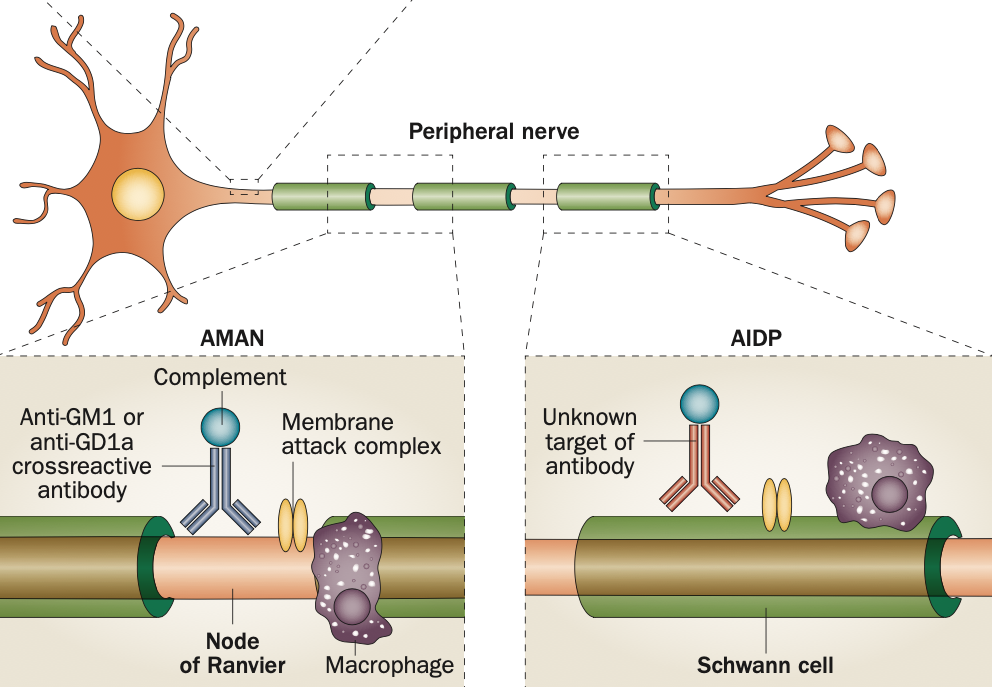 Peripheral nerve
AMAN
Complement
Anti-GM1 or
anti-GD1a
crossreactive
antibody
Membrane
attack complex
Node
of Ranvier
Macrophage
AIDP
Unknown
target of
antibody
Schwann cell